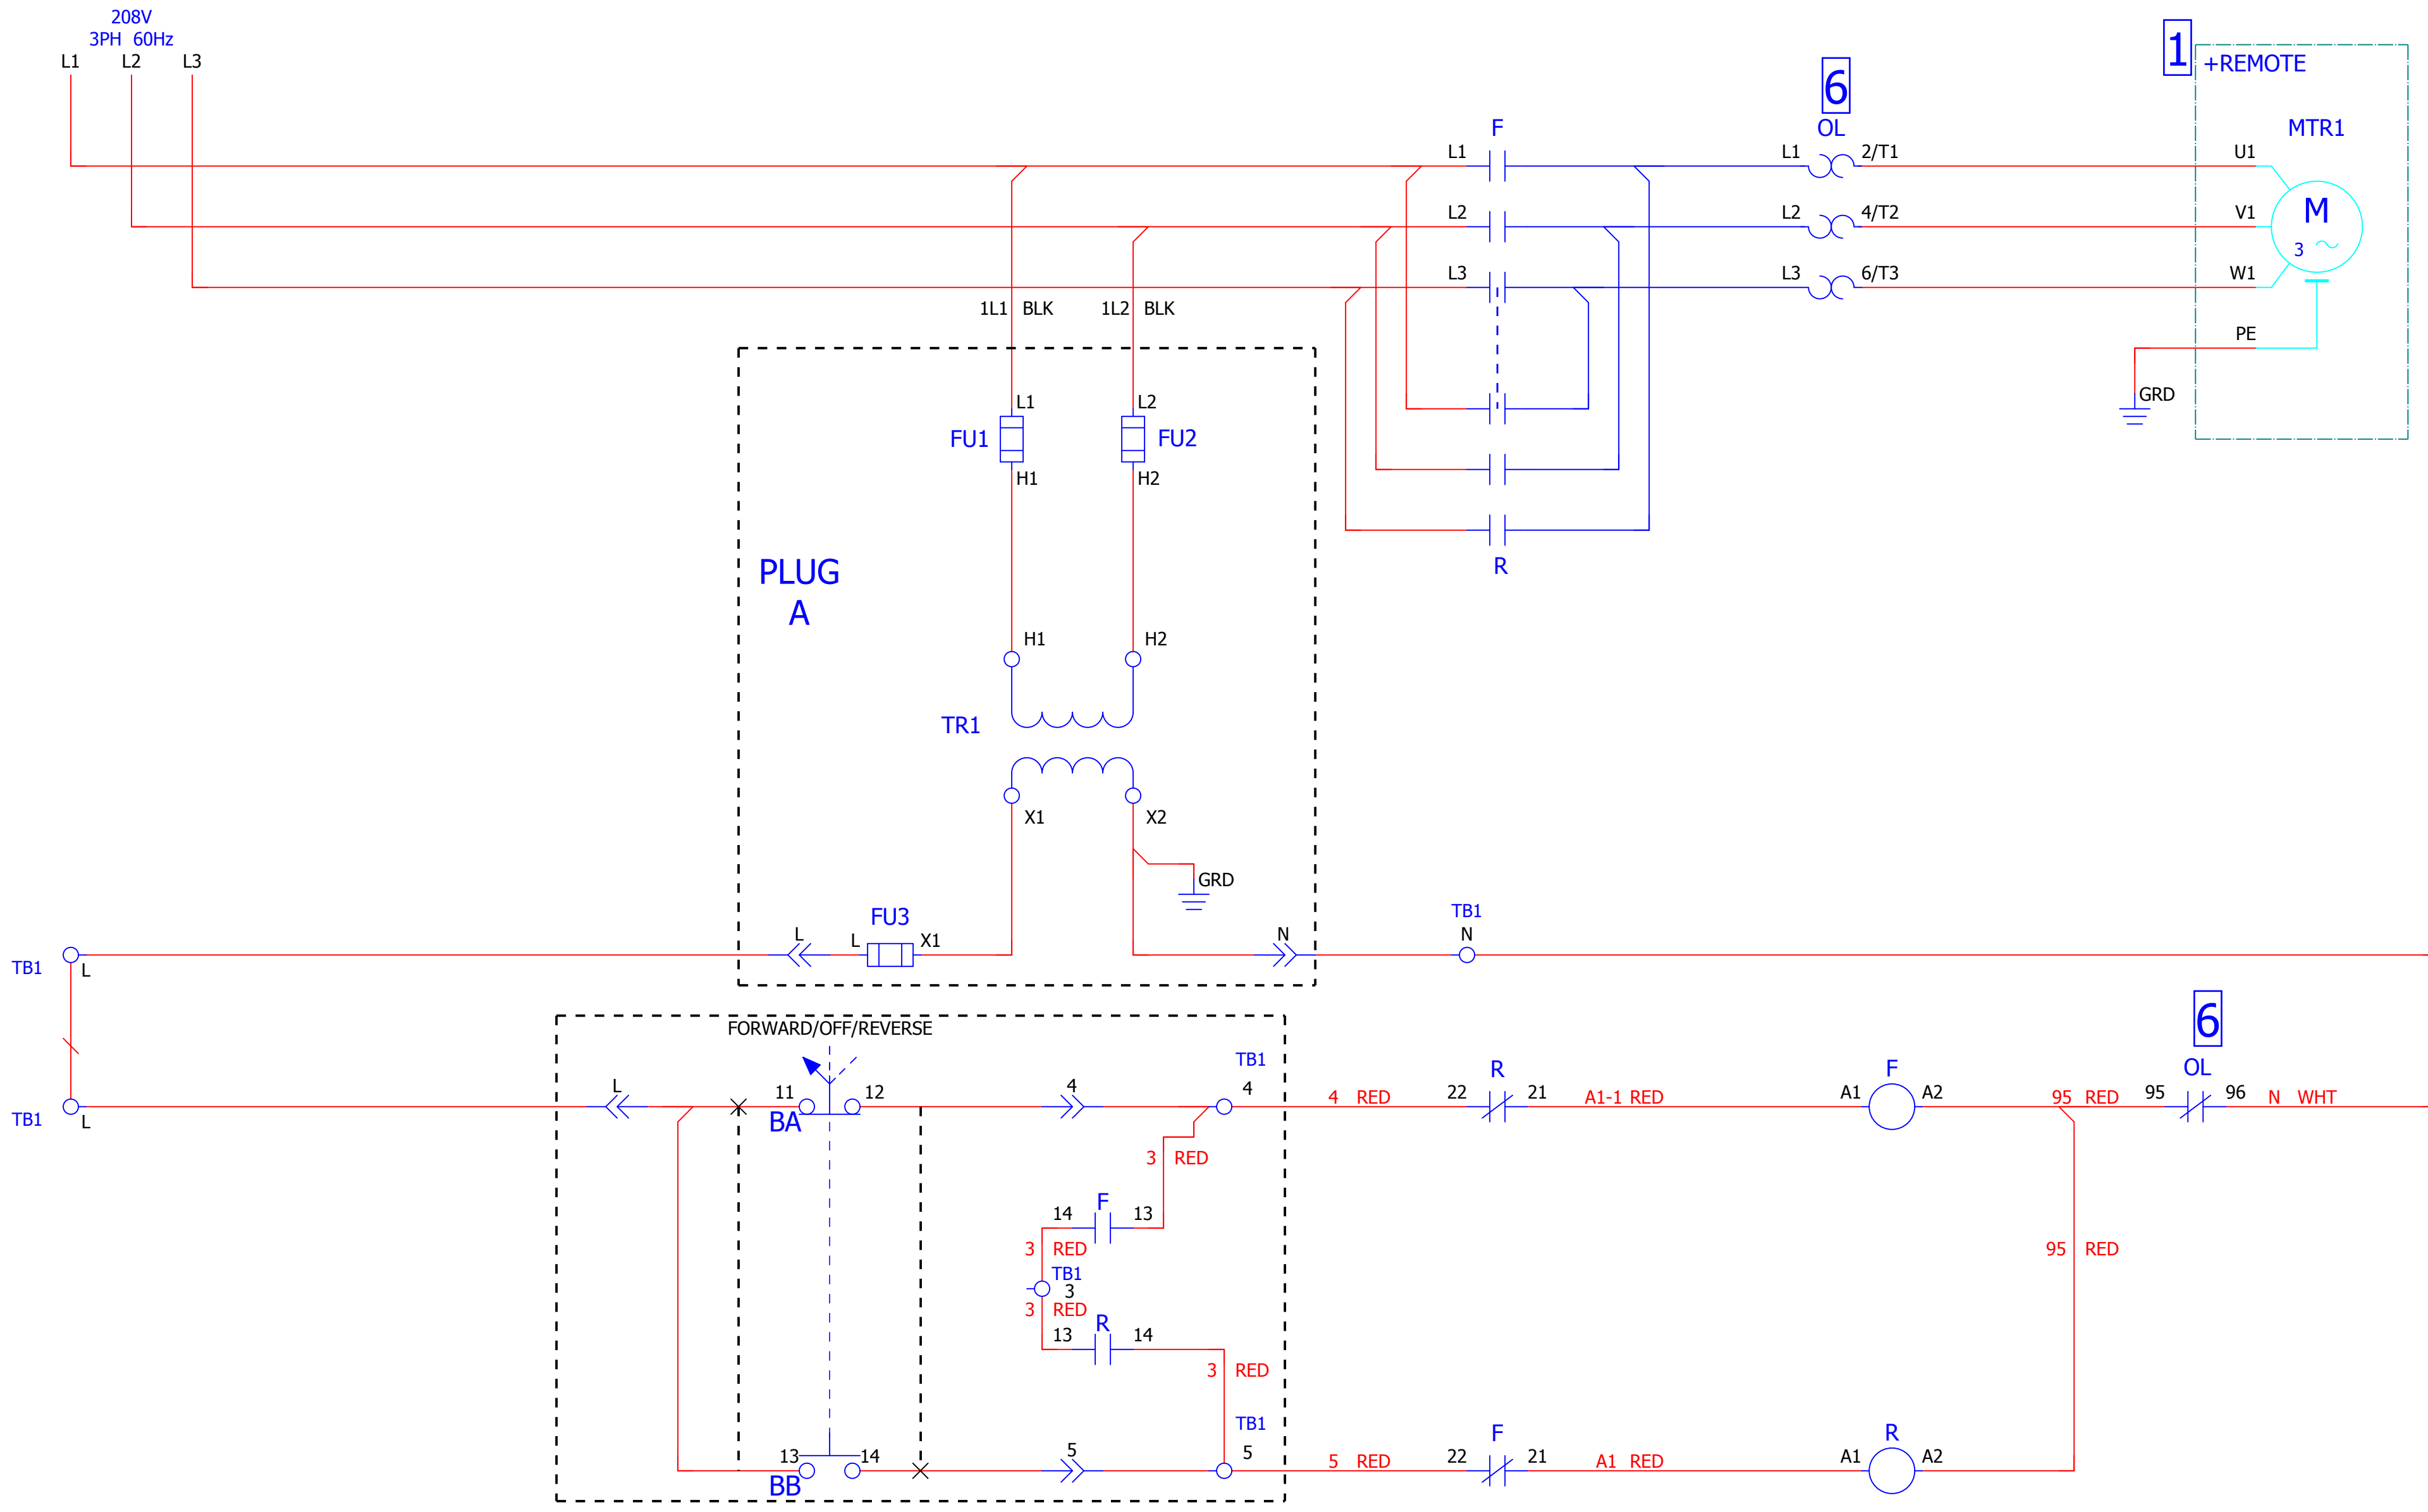 208V
3PH 60Hz
L1 L2 L3
1
+REMOTE
6
F OL MTR1
L1 L1 2/T1 U1
L2 L2 4/T2 V1
M
3
L3 L3 6/T3 W1
1L1 BLK 1L2 BLK
PE
GRD
L1 L2
FU1 FU2
H1 H2
R
PLUG
A
H1 H2
TR1
X1 X2
GRD
FU3
L L X1 N
TB1
N
TB1 L
6
FORWARD/OFF/REVERSE
TB1 R F OL
L 11 12 4 4
4 RED 22 21 A1-1 RED A1 A2 95 RED 95 96 N WHT
TB1 L
BA
3 RED
F
14 13
3 RED
95 RED
TB1
3
3 RED
R
13 14
3 RED
TB1 F R
13 14 5 5
5 RED 22 21 A1 RED A1 A2
BB